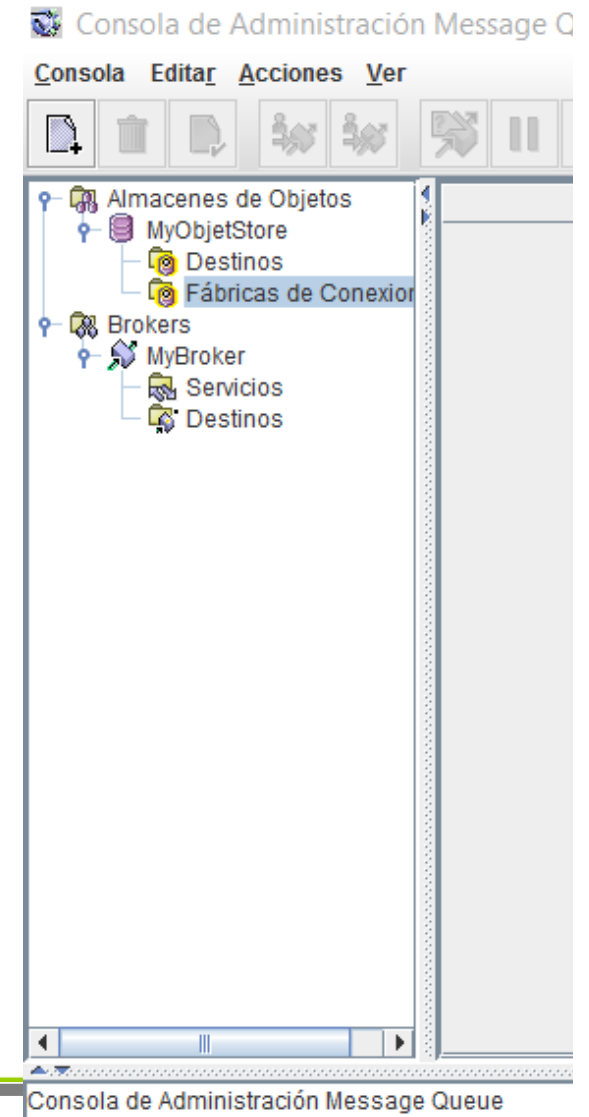 Consola de Administración Message Q
Consola Editar Acciones Ver
Almacenes de Objetos
MyObjetStore
Destinos
Fábricas de Conexion
Brokers
MyBroker
Servicios
Destinos
Consola de Administración Message Queue